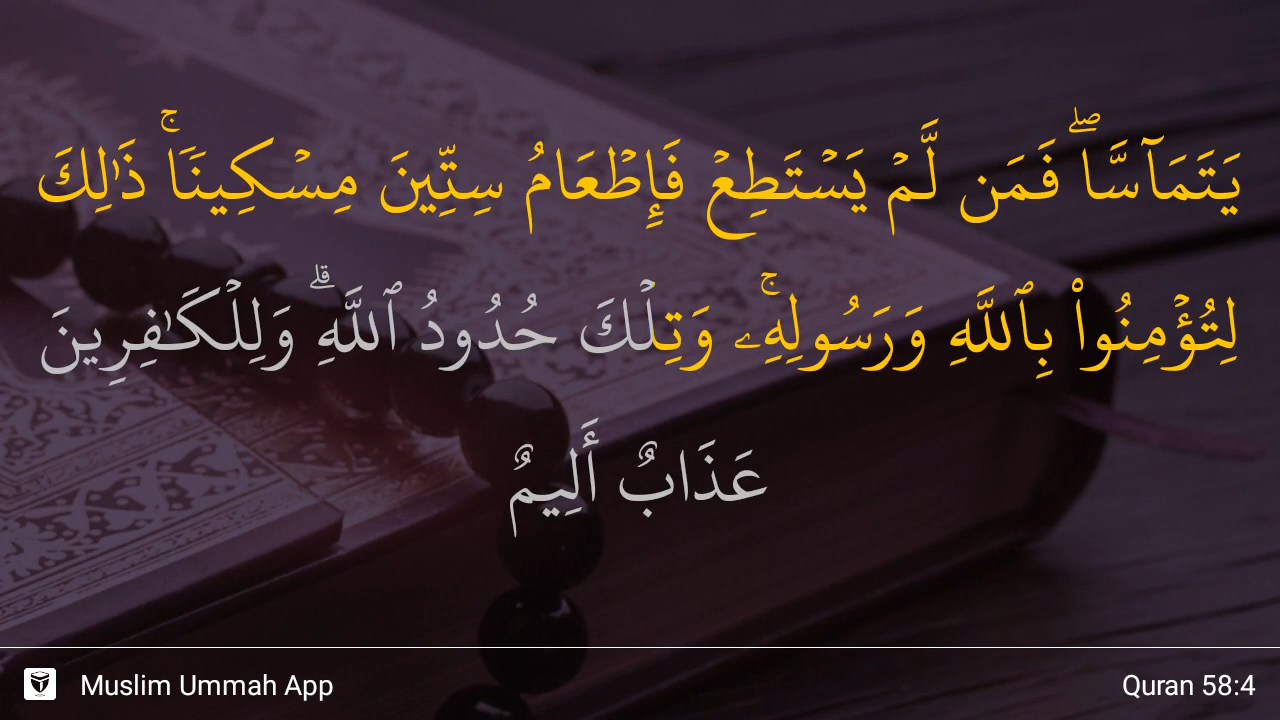 يَتَمَآسَّاۖ فَمَن لَّمۡ يَسۡتَطِعۡ فَإِطۡعَامُ سِتِّينَ مِسۡكِينٗاۚ ذَٰلِكَ
لِتُؤۡمِنُواْ بِٱللَّهِ وَرَسُولِهِۦۚ وَتِلۡكَ حُدُودُ ٱللَّهِۗ وَلِلۡكَٰفِرِينَ
عَذَابٌ أَلِيمٌ
Muslim Ummah App
Quran 58:4